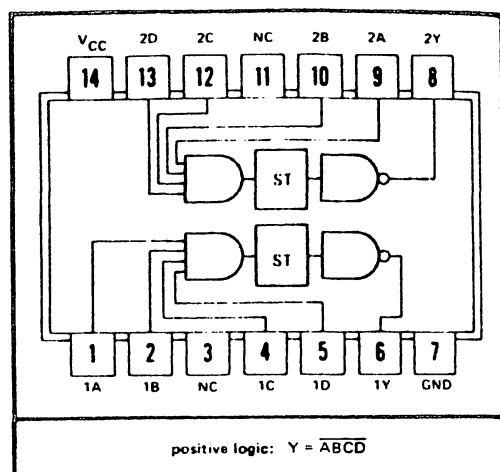 VCC 2D 2C NC 2B 2A 2Y
14 13 12 11 10 9 8
ST
ST
1 2 3 4 5 6 7
1A 1B NC 1C 1D 1Y GND
positive logic: Y = \overline{ABCD}